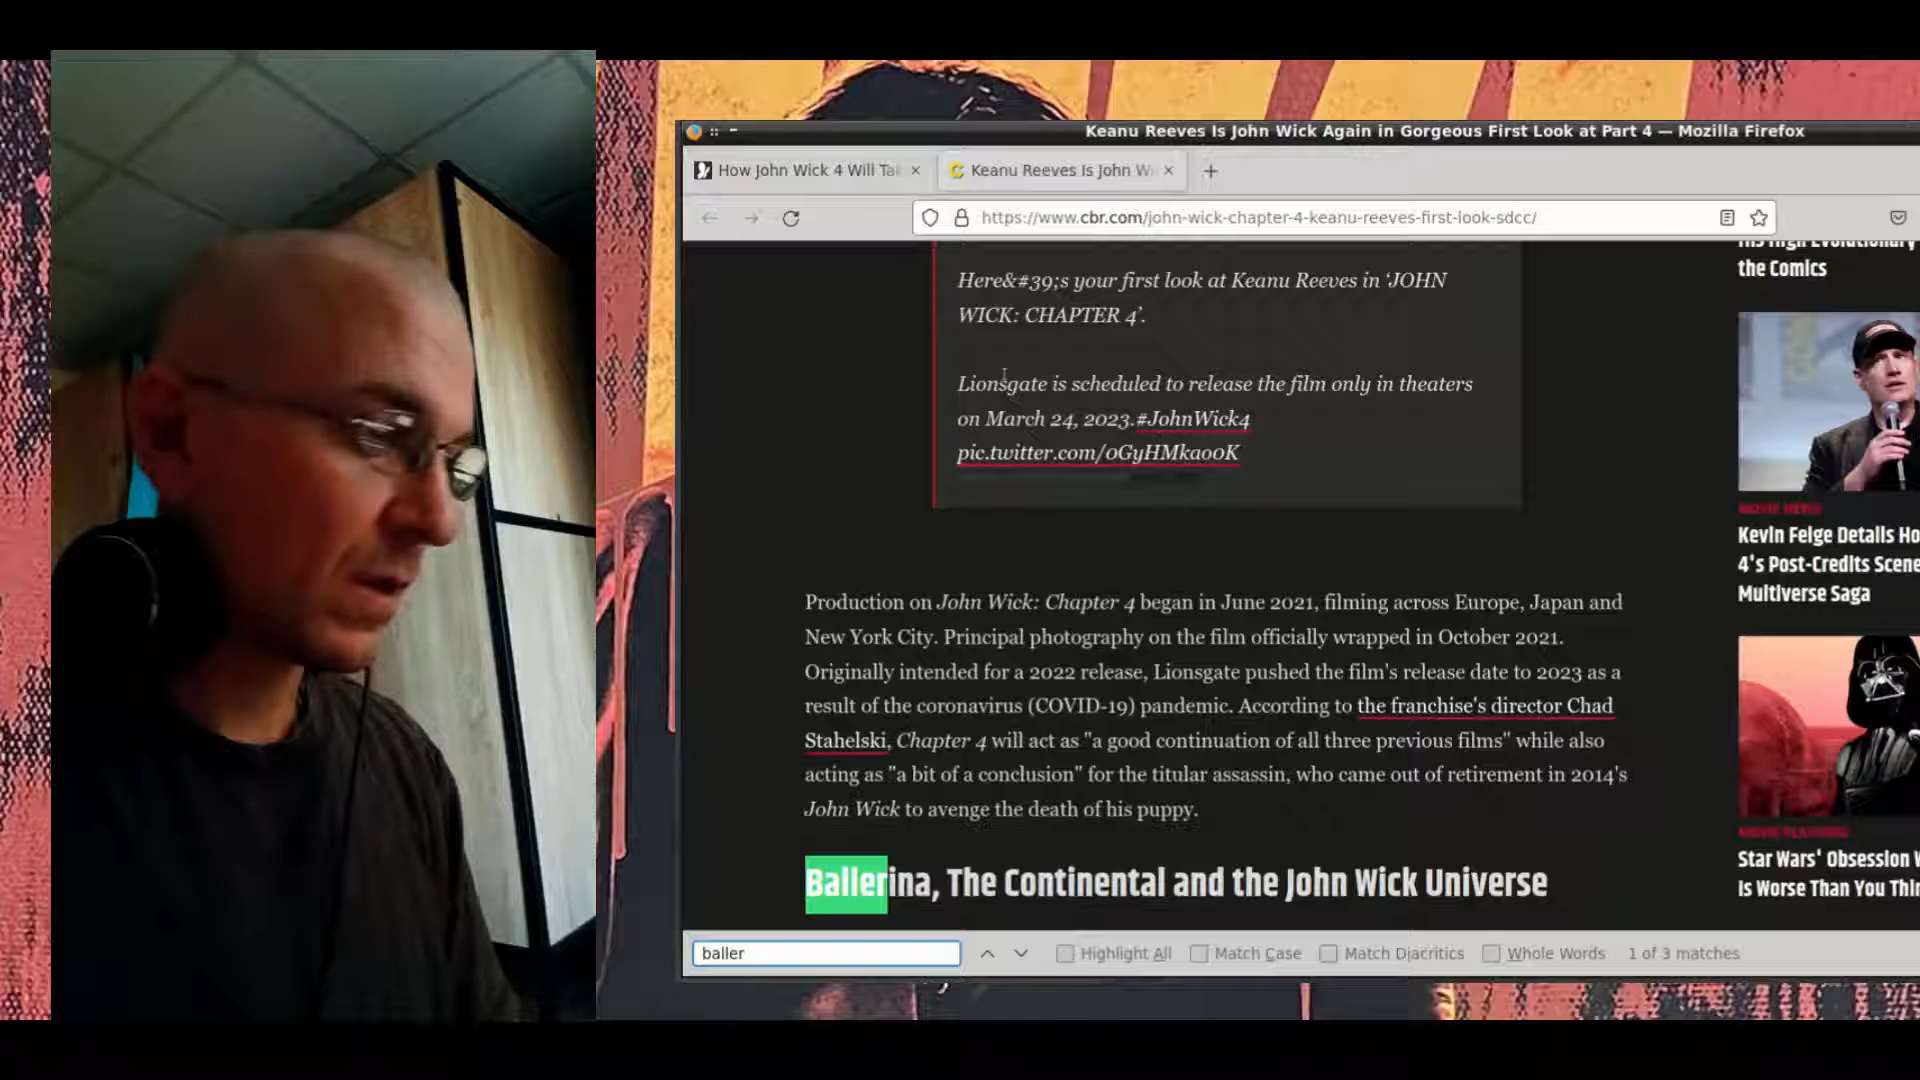 Keanu Reeves Is John Wick Again in Gorgeous First Look at Part 4 — Mozilla Firefox
How John Wick 4 Will Tak
Keanu Reeves Is John W
https://www.cbr.com/john-wick-chapter-4-keanu-reeves-first-look-sdcc/
Here&#39;s your first look at Keanu Reeves in ‘JOHN
WICK: CHAPTER 4’.
Lionsgate is scheduled to release the film only in theaters
on March 24, 2023.#JohnWick4
pic.twitter.com/0GyHMkao0K
Production on John Wick: Chapter 4 began in June 2021, filming across Europe, Japan and
New York City. Principal photography on the film officially wrapped in October 2021.
Originally intended for a 2022 release, Lionsgate pushed the film's release date to 2023 as a
result of the coronavirus (COVID-19) pandemic. According to the franchise's director Chad
Stahelski, Chapter 4 will act as "a good continuation of all three previous films" while also
acting as "a bit of a conclusion" for the titular assassin, who came out of retirement in 2014's
John Wick to avenge the death of his puppy.
Ballerina, The Continental and the John Wick Universe
His High Evolutionary
the Comics
MOVIE NEWS
Kevin Feige Details Ho
4's Post-Credits Scene
Multiverse Saga
MOVIE FEATURES
Star Wars' Obsession W
Is Worse Than You Thin
baller
Highlight All
Match Case
Match Diacritics
Whole Words
1 of 3 matches